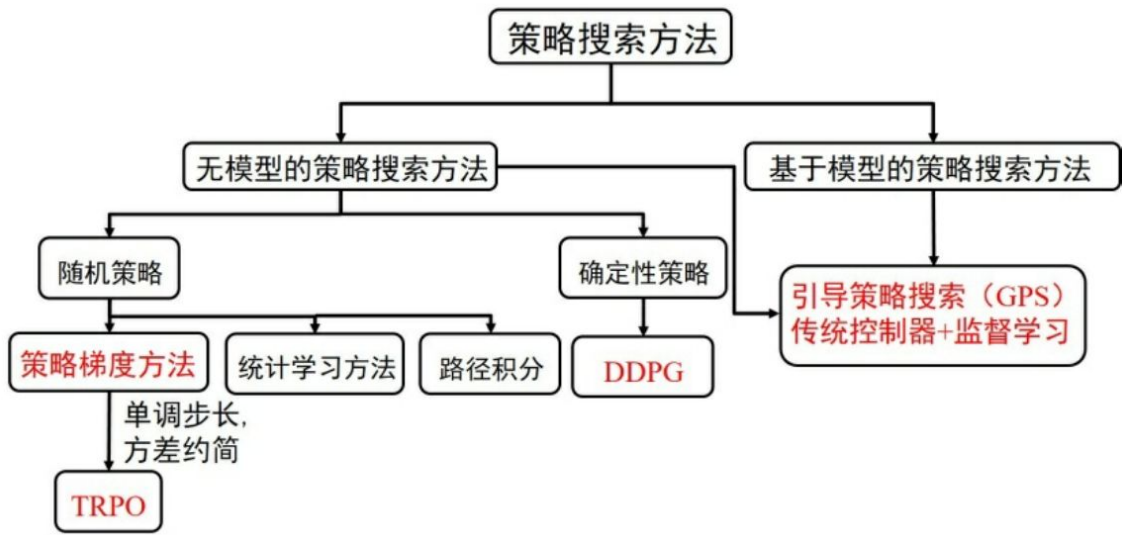 策略搜索方法
无模型的策略搜索方法
基于模型的策略搜索方法
随机策略
确定性策略
引导策略搜索（GPS）
传统控制器+监督学习
策略梯度方法
统计学习方法
路径积分
DDPG
单调步长,
方差约简
TRPO